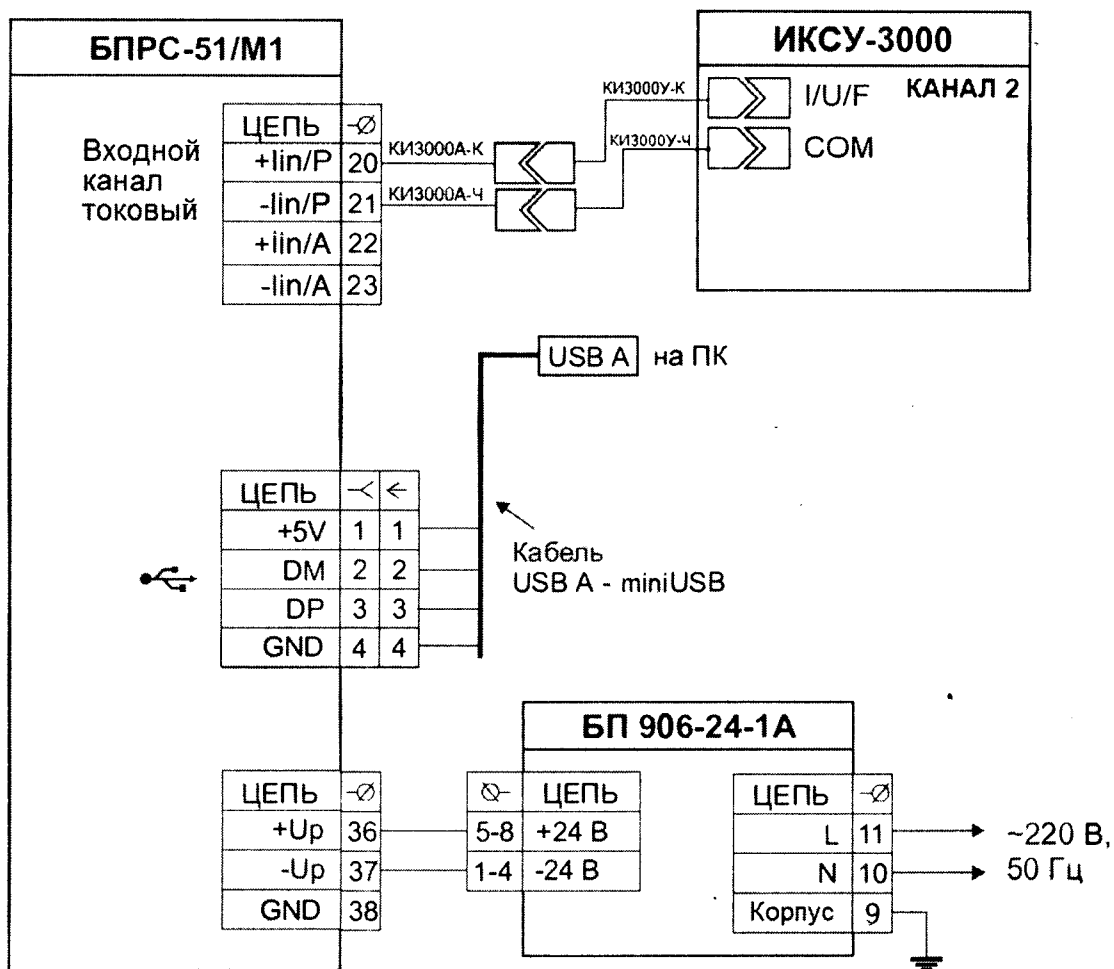 БПРС-51/М1
ИКСУ-3000
КАНАЛ 2
I/U/F
COM
КИ3000У-К
КИ3000У-Ч
КИ3000А-К
КИ3000А-Ч
Входной
канал
токовый
ЦЕПЬ
+Iin/P 20
-Iin/P 21
+Iin/A 22
-Iin/A 23
USB A на ПК
ЦЕПЬ
+5V 1 1
DM 2 2
DP 3 3
GND 4 4
Кабель
USB A - miniUSB
БП 906-24-1А
ЦЕПЬ
+Up 36
-Up 37
GND 38
ЦЕПЬ
5-8 +24 В
1-4 -24 В
ЦЕПЬ
L 11
N 10
Корпус 9
~220 В,
50 Гц